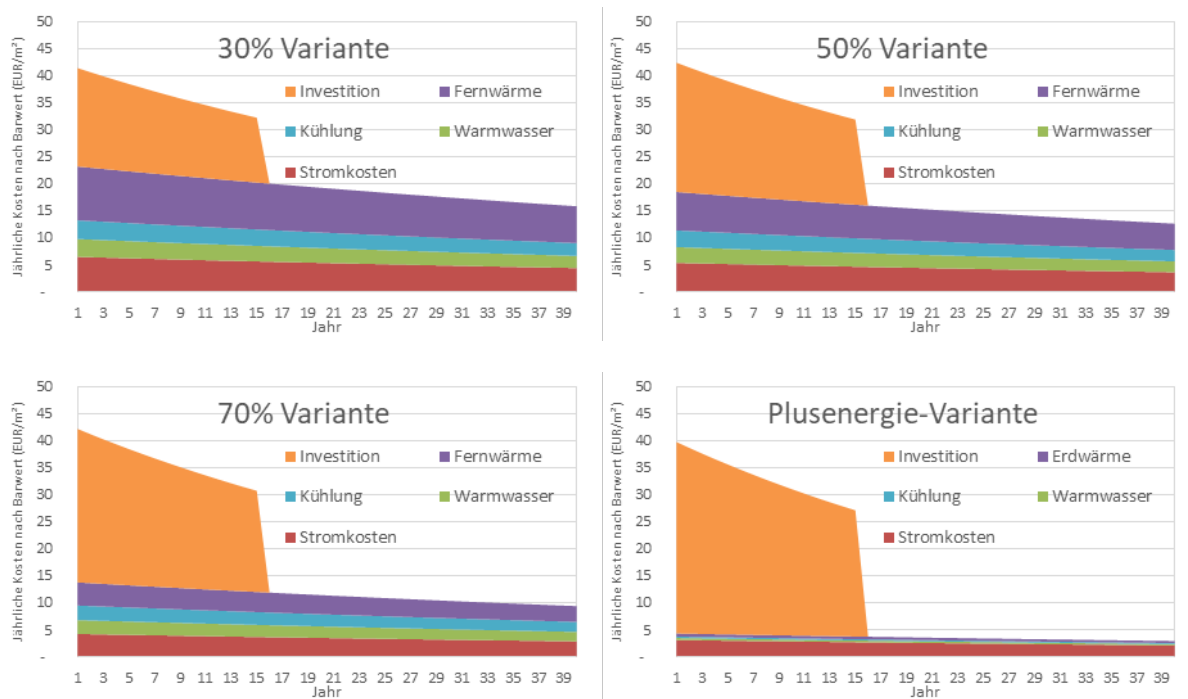 30% Variante
Jährliche Kosten nach Barwert (EUR/m²)
50
45
40
35
30
25
20
15
10
5
-
Investition Fernwärme
Kühlung Warmwasser
Stromkosten
1 3 5 7 9 11 13 15 17 19 21 23 25 27 29 31 33 35 37 39
Jahr
50% Variante
Jährliche Kosten nach Barwert (EUR/m²)
50
45
40
35
30
25
20
15
10
5
-
Investition Fernwärme
Kühlung Warmwasser
Stromkosten
1 3 5 7 9 11 13 15 17 19 21 23 25 27 29 31 33 35 37 39
Jahr
70% Variante
Jährliche Kosten nach Barwert (EUR/m²)
50
45
40
35
30
25
20
15
10
5
-
Investition Fernwärme
Kühlung Warmwasser
Stromkosten
1 3 5 7 9 11 13 15 17 19 21 23 25 27 29 31 33 35 37 39
Jahr
Plusenergie-Variante
Jährliche Kosten nach Barwert (EUR/m²)
50
45
40
35
30
25
20
15
10
5
-
Investition Erdwärme
Kühlung Warmwasser
Stromkosten
1 3 5 7 9 11 13 15 17 19 21 23 25 27 29 31 33 35 37 39
Jahr